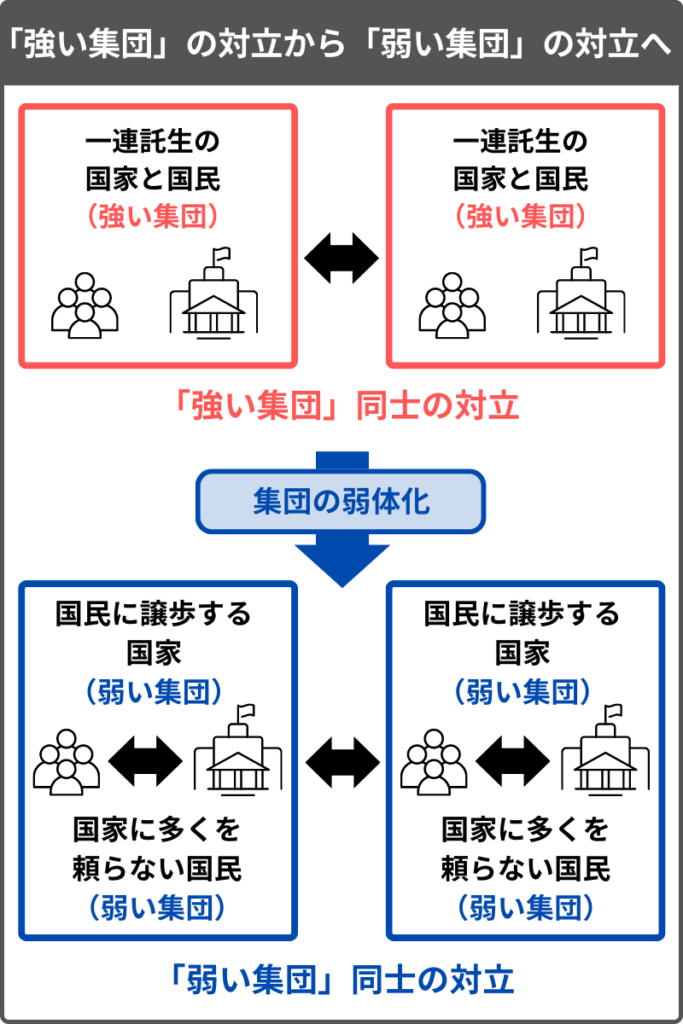 「強い集団」の対立から「弱い集団」の対立へ
一連託生の
国家と国民
（強い集団）
一連託生の
国家と国民
（強い集団）
「強い集団」同士の対立
集団の弱体化
国民に譲歩する
国家
（弱い集団）
国家に多くを
頼らない国民
（弱い集団）
国民に譲歩する
国家
（弱い集団）
国家に多くを
頼らない国民
（弱い集団）
「弱い集団」同士の対立